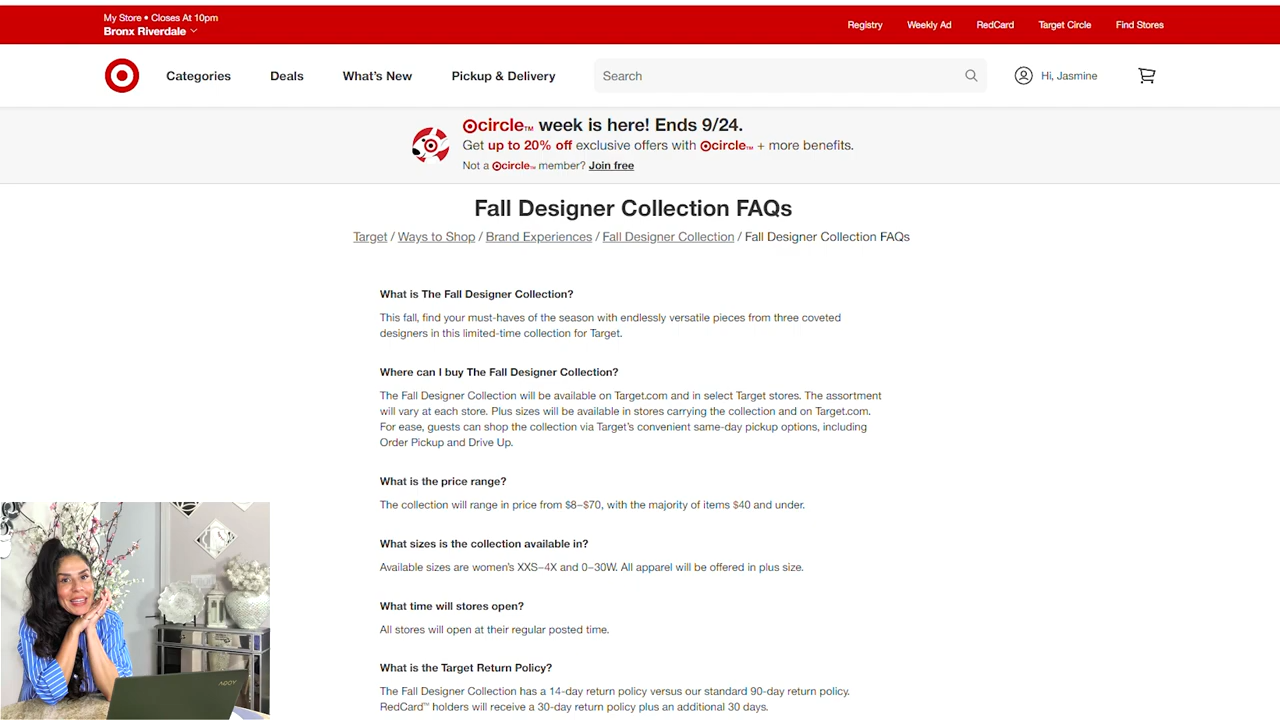 My Store • Closes At 10pm
Bronx Riverdale
Registry
Weekly Ad
RedCard
Target Circle
Find Stores
Categories
Deals
What's New
Pickup & Delivery
Search
Hi, Jasmine
circle™ week is here! Ends 9/24.
Get up to 20% off exclusive offers with circle™ + more benefits.
Not a circle™ member? Join free
Fall Designer Collection FAQs
Target / Ways to Shop / Brand Experiences / Fall Designer Collection / Fall Designer Collection FAQs
What is The Fall Designer Collection?
This fall, find your must-haves of the season with endlessly versatile pieces from three coveted
designers in this limited-time collection for Target.
Where can I buy The Fall Designer Collection?
The Fall Designer Collection will be available on Target.com and in select Target stores. The assortment
will vary at each store. Plus sizes will be available in stores carrying the collection and on Target.com.
For ease, guests can shop the collection via Target's convenient same-day pickup options, including
Order Pickup and Drive Up.
What is the price range?
The collection will range in price from $8–$70, with the majority of items $40 and under.
What sizes is the collection available in?
Available sizes are women's XXS–4X and 0–30W. All apparel will be offered in plus size.
What time will stores open?
All stores will open at their regular posted time.
What is the Target Return Policy?
The Fall Designer Collection has a 14-day return policy versus our standard 90-day return policy.
RedCard™ holders will receive a 30-day return policy plus an additional 30 days.